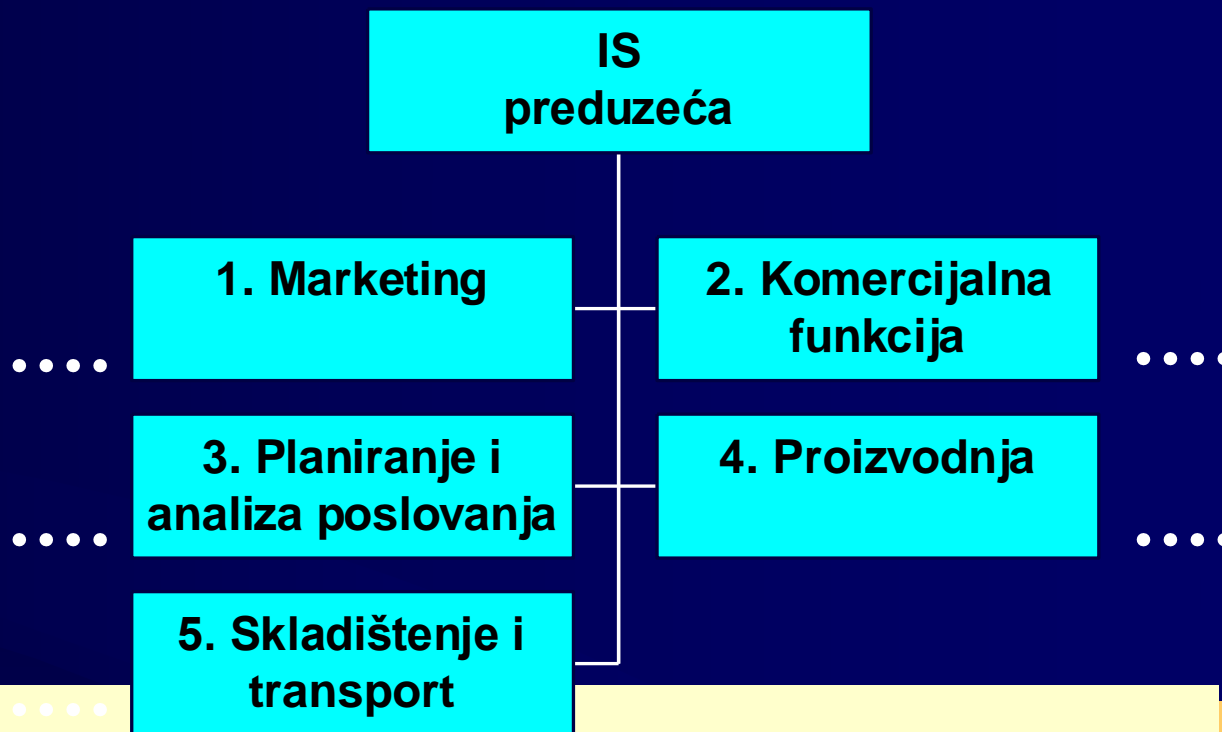 IS
preduzeća
1. Marketing
2. Komercijalna
funkcija
3. Planiranje i
analiza poslovanja
4. Proizvodnja
5. Skladištenje i
transport